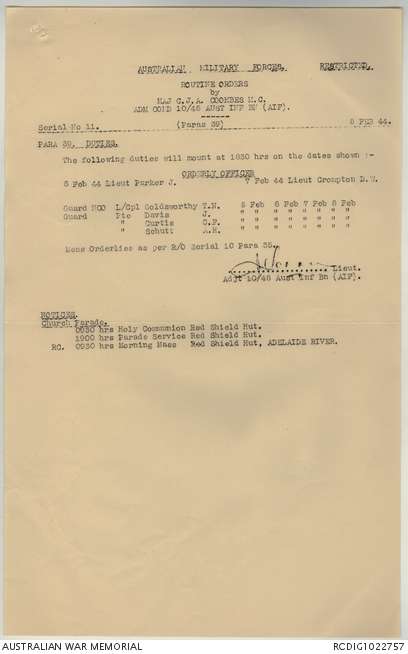 AUSTRALIAN MILITARY FORCES. RESTRICTED.
ROUTINE ORDERS
by
MAJ C.J.A. COOMBES M.C.
ADM COMD 10/48 AUST INF BN (AIF).
Serial No 11. (Paras 39) 5 FEB 44.
PARA 39. DUTIES.
The following duties will mount at 1830 hrs on the dates shown :-
ORDERLY OFFICER
6 Feb 44 Lieut Parker J. 7 Feb 44 Lieut Crompton D.W.
Guard NCO L/Cpl Goldsworthy T.N. 5 Feb 6 Feb 7 Feb 8 Feb
Guard Pte Davis J. " " " "
" Curtis C.F. " " " "
" Schutt A.H. " " " "
Mess Orderlies as per R/O Serial 10 Para 35.
Lieut.
Adjt 10/48 Aust Inf Bn (AIF).
NOTICES.
Church Parade.
0930 hrs Holy Communion Red Shield Hut.
1900 hrs Parade Service Red Shield Hut.
RC. 0930 hrs Morning Mass Red Shield Hut, ADELAIDE RIVER.
AUSTRALIAN WAR MEMORIAL RCDIG1022757